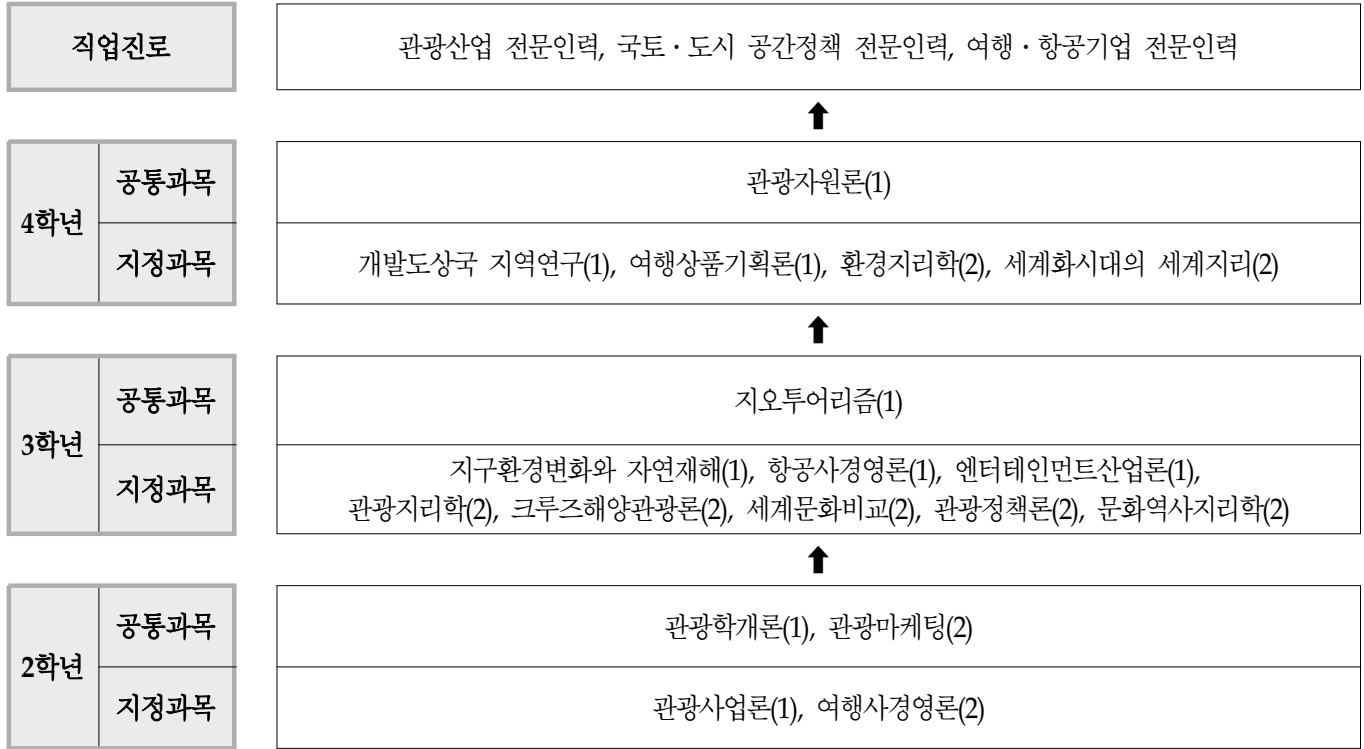 직업진로
관광산업 전문인력, 국토·도시 공간정책 전문인력, 여행·항공기업 전문인력
4학년
공통과목
관광자원론(1)
지정과목
개발도상국 지역연구(1), 여행상품기획론(1), 환경지리학(2), 세계화시대의 세계지리(2)
3학년
공통과목
지오투어리즘(1)
지정과목
지구환경변화와 자연재해(1), 항공사경영론(1), 엔터테인먼트산업론(1),
관광지리학(2), 크루즈해양관광론(2), 세계문화비교(2), 관광정책론(2), 문화역사지리학(2)
2학년
공통과목
관광학개론(1), 관광마케팅(2)
지정과목
관광사업론(1), 여행사경영론(2)